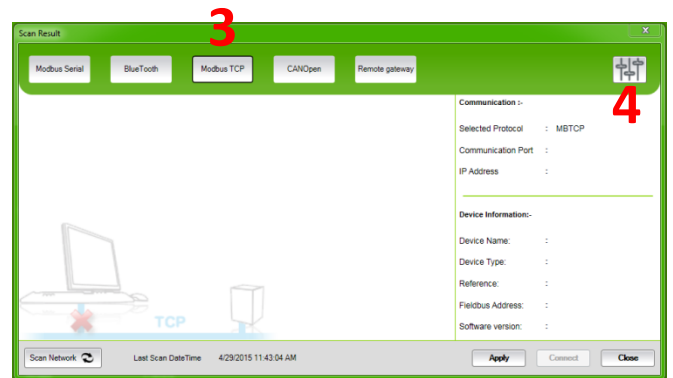 Scan Result
x
3
Modbus Serial
BlueTooth
Modbus TCP
CANOpen
Remote gateway
4
Communication :-
Selected Protocol : MBTCP
Communication Port :
IP Address :
Device Information:-
Device Name: :
Device Type: :
Reference: :
Fieldbus Address: :
Software version: :
TCP
Scan Network
Last Scan DateTime 4/29/2015 11:43:04 AM
Apply
Connect
Close